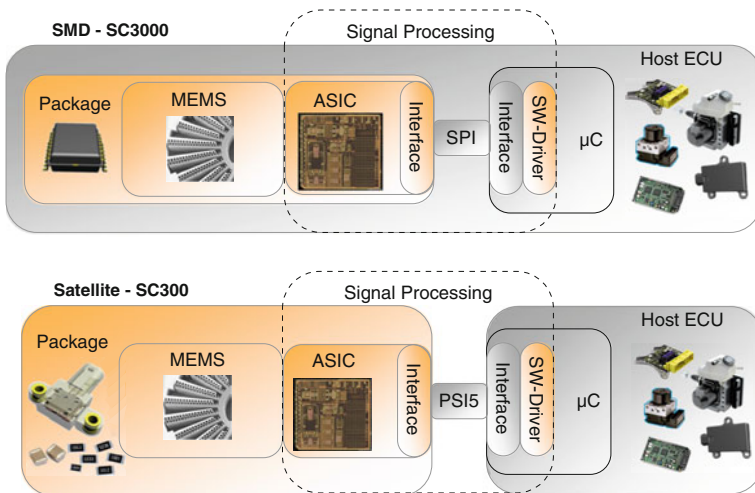 SMD - SC3000
Signal Processing
Host ECU
Package
MEMS
ASIC
Interface
SPI
Interface
SW-Driver
µC
Satellite - SC300
Signal Processing
Host ECU
Package
MEMS
ASIC
Interface
PSI5
Interface
SW-Driver
µC